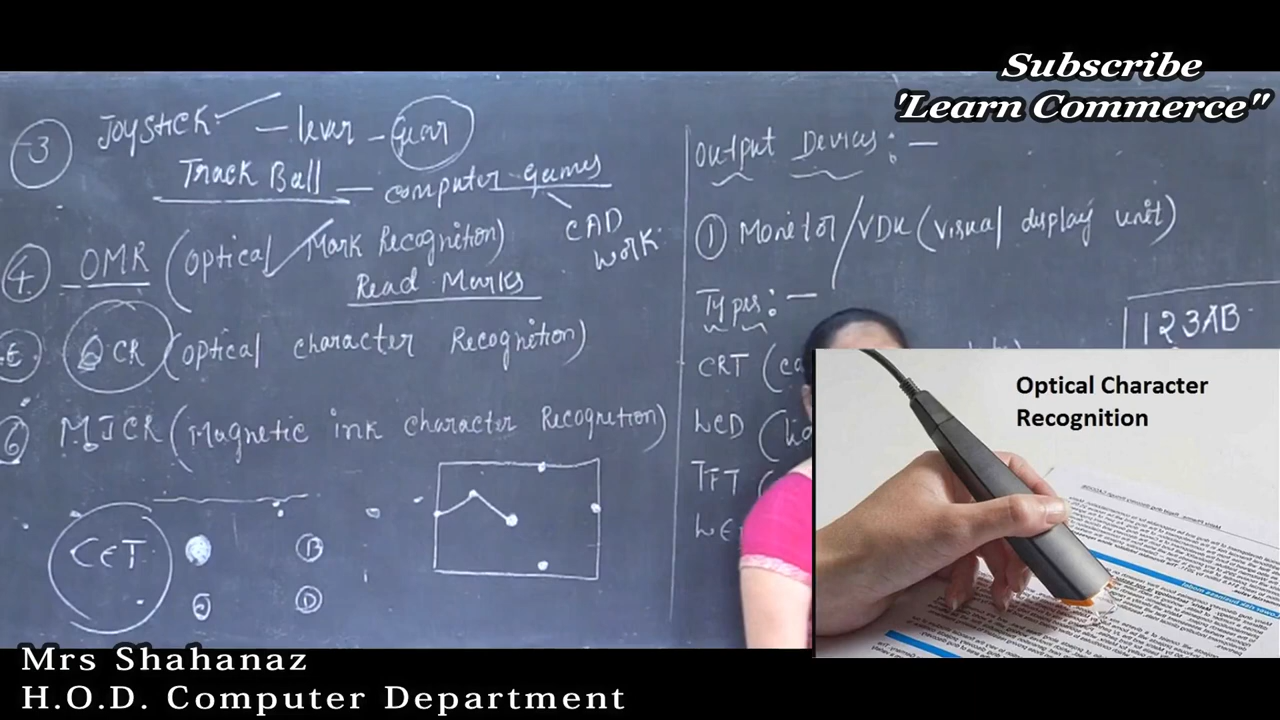 Subscribe
'Learn Commerce"
3 Joystick — lever - Gear
Track Ball — computer games
CAD
work.
4 OMR (Optical Mark Recognition)
Read Marks
OCR (optical character Recognition)
6 MICR (Magnetic ink character Recognition)
CET
B
D
Output Devices : —
① Monitor / VDU (visual display unit)
Types : —
123AB
CRT (
LCD (
TFT (
Optical Character
Recognition
Mrs Shahanaz
H.O.D. Computer Department